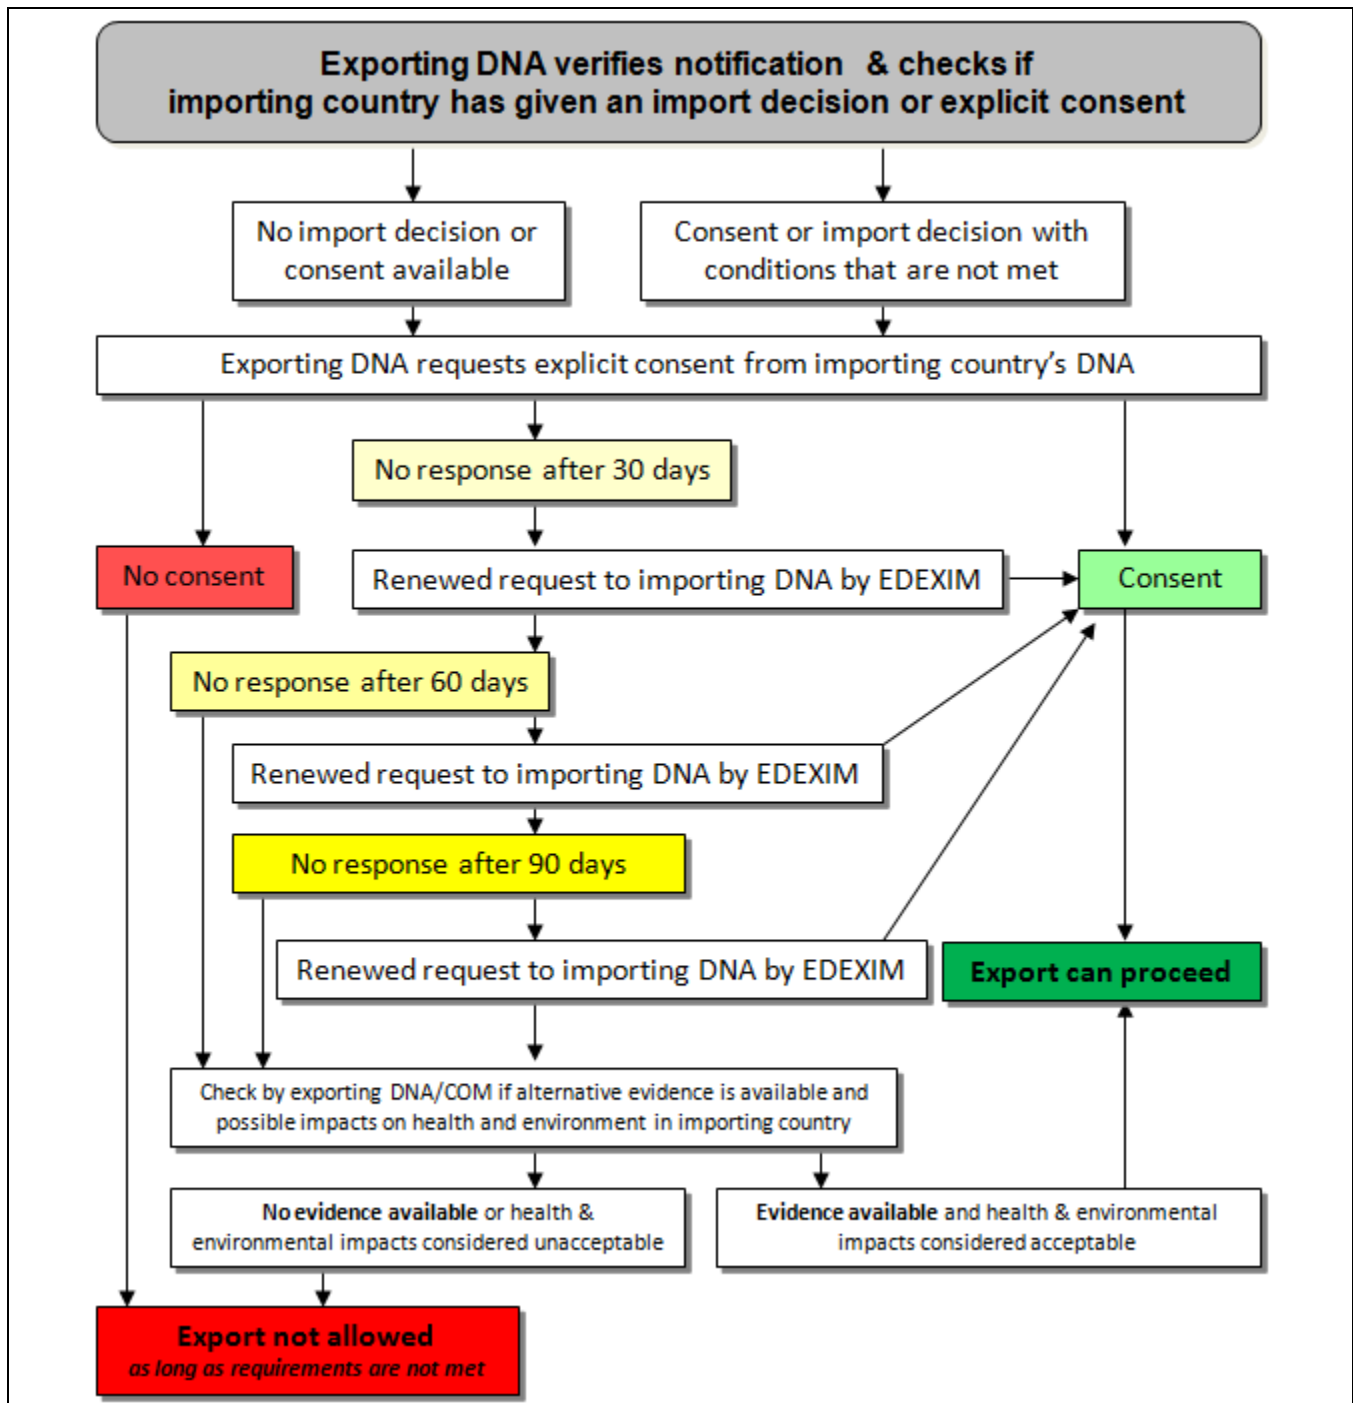 Exporting DNA verifies notification & checks if
importing country has given an import decision or explicit consent
No import decision or
consent available
Consent or import decision with
conditions that are not met
Exporting DNA requests explicit consent from importing country’s DNA
No response after 30 days
No consent
Renewed request to importing DNA by EDEXIM
Consent
No response after 60 days
Renewed request to importing DNA by EDEXIM
No response after 90 days
Renewed request to importing DNA by EDEXIM
Export can proceed
Check by exporting DNA/COM if alternative evidence is available and
possible impacts on health and environment in importing country
No evidence available or health &
environmental impacts considered unacceptable
Evidence available and health & environmental
impacts considered acceptable
Export not allowed
as long as requirements are not met